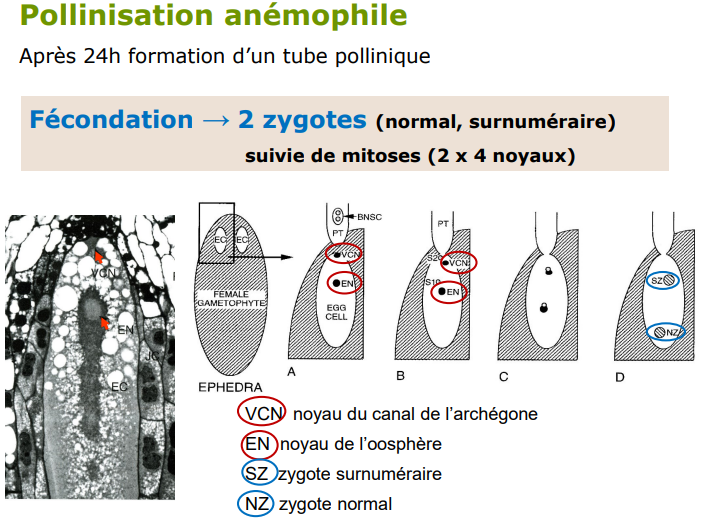 Pollinisation anémophile
Après 24h formation d'un tube pollinique
Fécondation → 2 zygotes (normal, surnuméraire)
suivie de mitoses (2 x 4 noyaux)
VCN
EN
JC
EC
EC EC
FEMALE
GAMETOPHYTE
EPHEDRA
BNSC
PT
VCN
EN
EGG
CELL
A
PT
S2
VCN
S1
EN
B
C
SZ
NZ
D
VCN noyau du canal de l'archégone
EN noyau de l'oosphère
SZ zygote surnuméraire
NZ zygote normal